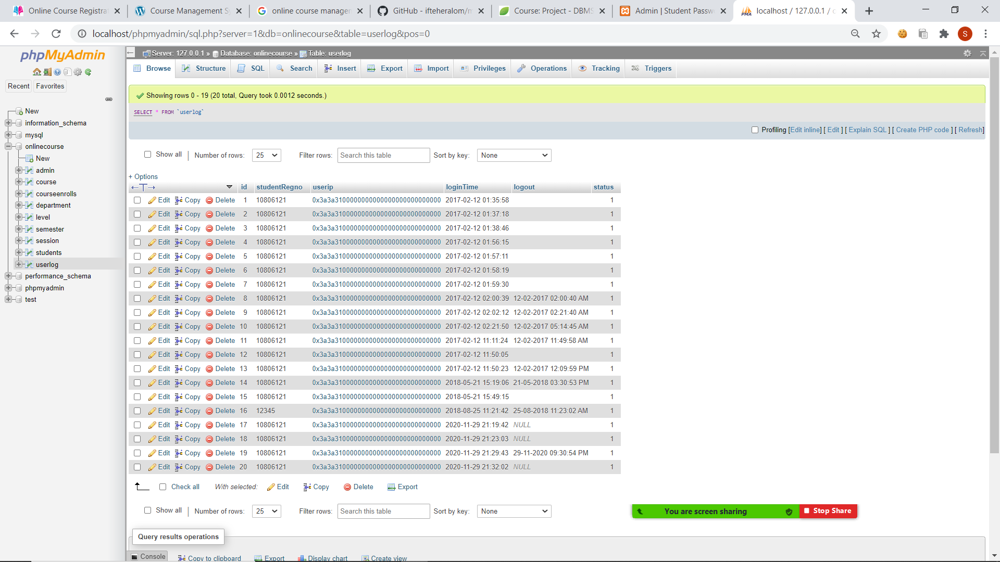 Online Course Registrat
Course Management Sy
online course managem
GitHub - ifteheralom/m
Course: Project - DBMS
Admin | Student Passw
localhost / 127.0.0.1 / o
localhost/phpmyadmin/sql.php?server=1&db=onlinecourse&table=userlog&pos=0
S
phpMyAdmin
Recent Favorites
New
information_schema
mysql
onlinecourse
New
admin
course
courseenrolls
department
level
semester
session
students
userlog
performance_schema
phpmyadmin
test
Server: 127.0.0.1 » Database: onlinecourse » Table: userlog
Browse Structure SQL Search Insert Export Import Privileges Operations Tracking Triggers
Showing rows 0 - 19 (20 total, Query took 0.0012 seconds.)
SELECT * FROM `userlog`
Profiling [Edit inline] [ Edit ] [ Explain SQL ] [ Create PHP code ] [ Refresh]
Show all | Number of rows: 25 Filter rows: Search this table Sort by key: None
+ Options
id studentRegno userip loginTime logout status
Edit Copy Delete 1 10806121 0x3a3a31000000000000000000000000 2017-02-12 01:35:58 1
Edit Copy Delete 2 10806121 0x3a3a31000000000000000000000000 2017-02-12 01:37:18 1
Edit Copy Delete 3 10806121 0x3a3a31000000000000000000000000 2017-02-12 01:38:46 1
Edit Copy Delete 4 10806121 0x3a3a31000000000000000000000000 2017-02-12 01:56:15 1
Edit Copy Delete 5 10806121 0x3a3a31000000000000000000000000 2017-02-12 01:57:11 1
Edit Copy Delete 6 10806121 0x3a3a31000000000000000000000000 2017-02-12 01:58:19 1
Edit Copy Delete 7 10806121 0x3a3a31000000000000000000000000 2017-02-12 01:59:30 1
Edit Copy Delete 8 10806121 0x3a3a31000000000000000000000000 2017-02-12 02:00:39 12-02-2017 02:00:40 AM 1
Edit Copy Delete 9 10806121 0x3a3a31000000000000000000000000 2017-02-12 02:02:12 12-02-2017 02:21:40 AM 1
Edit Copy Delete 10 10806121 0x3a3a31000000000000000000000000 2017-02-12 02:21:50 12-02-2017 05:14:45 AM 1
Edit Copy Delete 11 10806121 0x3a3a31000000000000000000000000 2017-02-12 11:11:24 12-02-2017 11:49:58 AM 1
Edit Copy Delete 12 10806121 0x3a3a31000000000000000000000000 2017-02-12 11:50:05 1
Edit Copy Delete 13 10806121 0x3a3a31000000000000000000000000 2017-02-12 11:50:23 12-02-2017 12:09:59 PM 1
Edit Copy Delete 14 10806121 0x3a3a31000000000000000000000000 2018-05-21 15:19:06 21-05-2018 03:30:53 PM 1
Edit Copy Delete 15 10806121 0x3a3a31000000000000000000000000 2018-05-21 15:49:15 1
Edit Copy Delete 16 12345 0x3a3a31000000000000000000000000 2018-08-25 11:21:42 25-08-2018 11:23:02 AM 1
Edit Copy Delete 17 10806121 0x3a3a31000000000000000000000000 2020-11-29 21:19:42 NULL 1
Edit Copy Delete 18 10806121 0x3a3a31000000000000000000000000 2020-11-29 21:23:03 NULL 1
Edit Copy Delete 19 10806121 0x3a3a31000000000000000000000000 2020-11-29 21:29:43 29-11-2020 09:30:54 PM 1
Edit Copy Delete 20 10806121 0x3a3a31000000000000000000000000 2020-11-29 21:32:02 NULL 1
Check all With selected: Edit Copy Delete Export
Show all | Number of rows: 25 Filter rows: Search this table Sort by key: None
You are screen sharing Stop Share
Query results operations
Console Copy to clipboard Export Display chart Create view